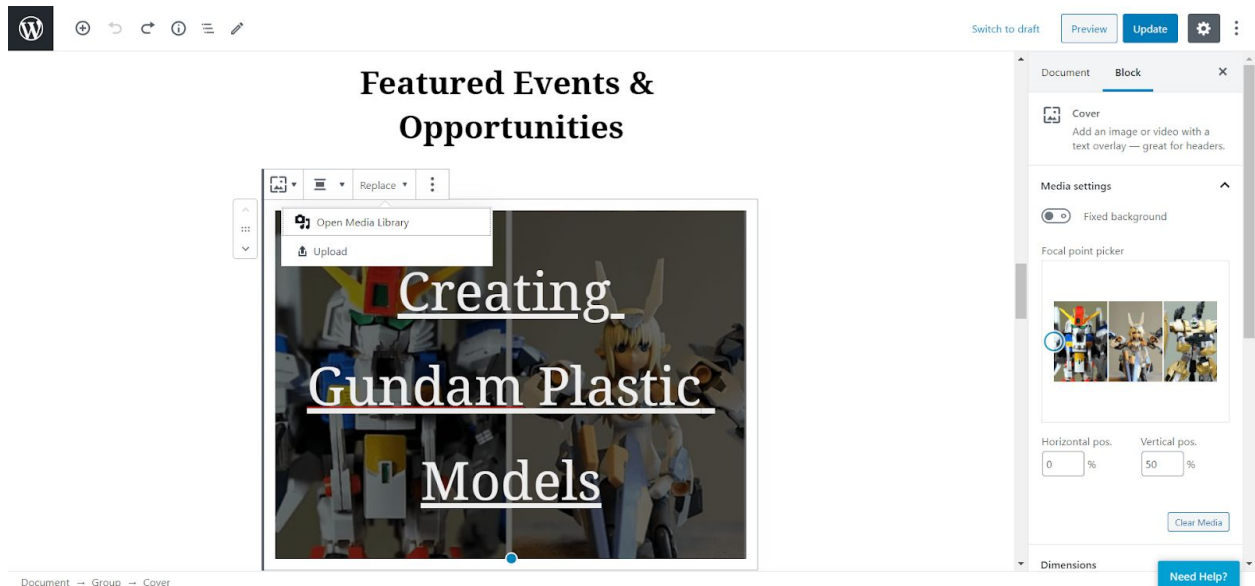 Switch to draft
Preview
Update
Featured Events &
Opportunities
Replace
Open Media Library
Upload
Creating
Gundam Plastic
Models
Document
Block
Cover
Add an image or video with a
text overlay — great for headers.
Media settings
Fixed background
Focal point picker
Horizontal pos. Vertical pos.
0 % 50 %
Clear Media
Dimensions
Need Help?
Document → Group → Cover